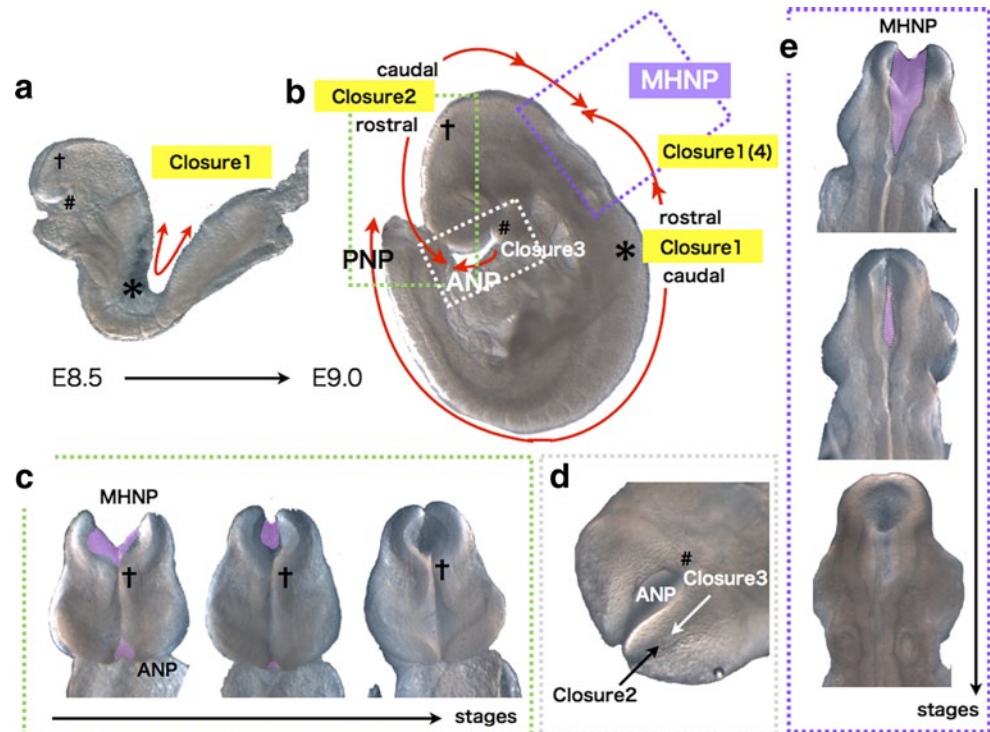 a
†
#
Closure1
*
E8.5
E9.0
b
caudal
Closure2
rostral
†
MHNP
Closure1(4)
rostral
#
Closure3
*
Closure1
caudal
PNP
ANP
c
MHNP
†
†
†
ANP
stages
d
#
ANP
Closure3
Closure2
e
MHNP
stages